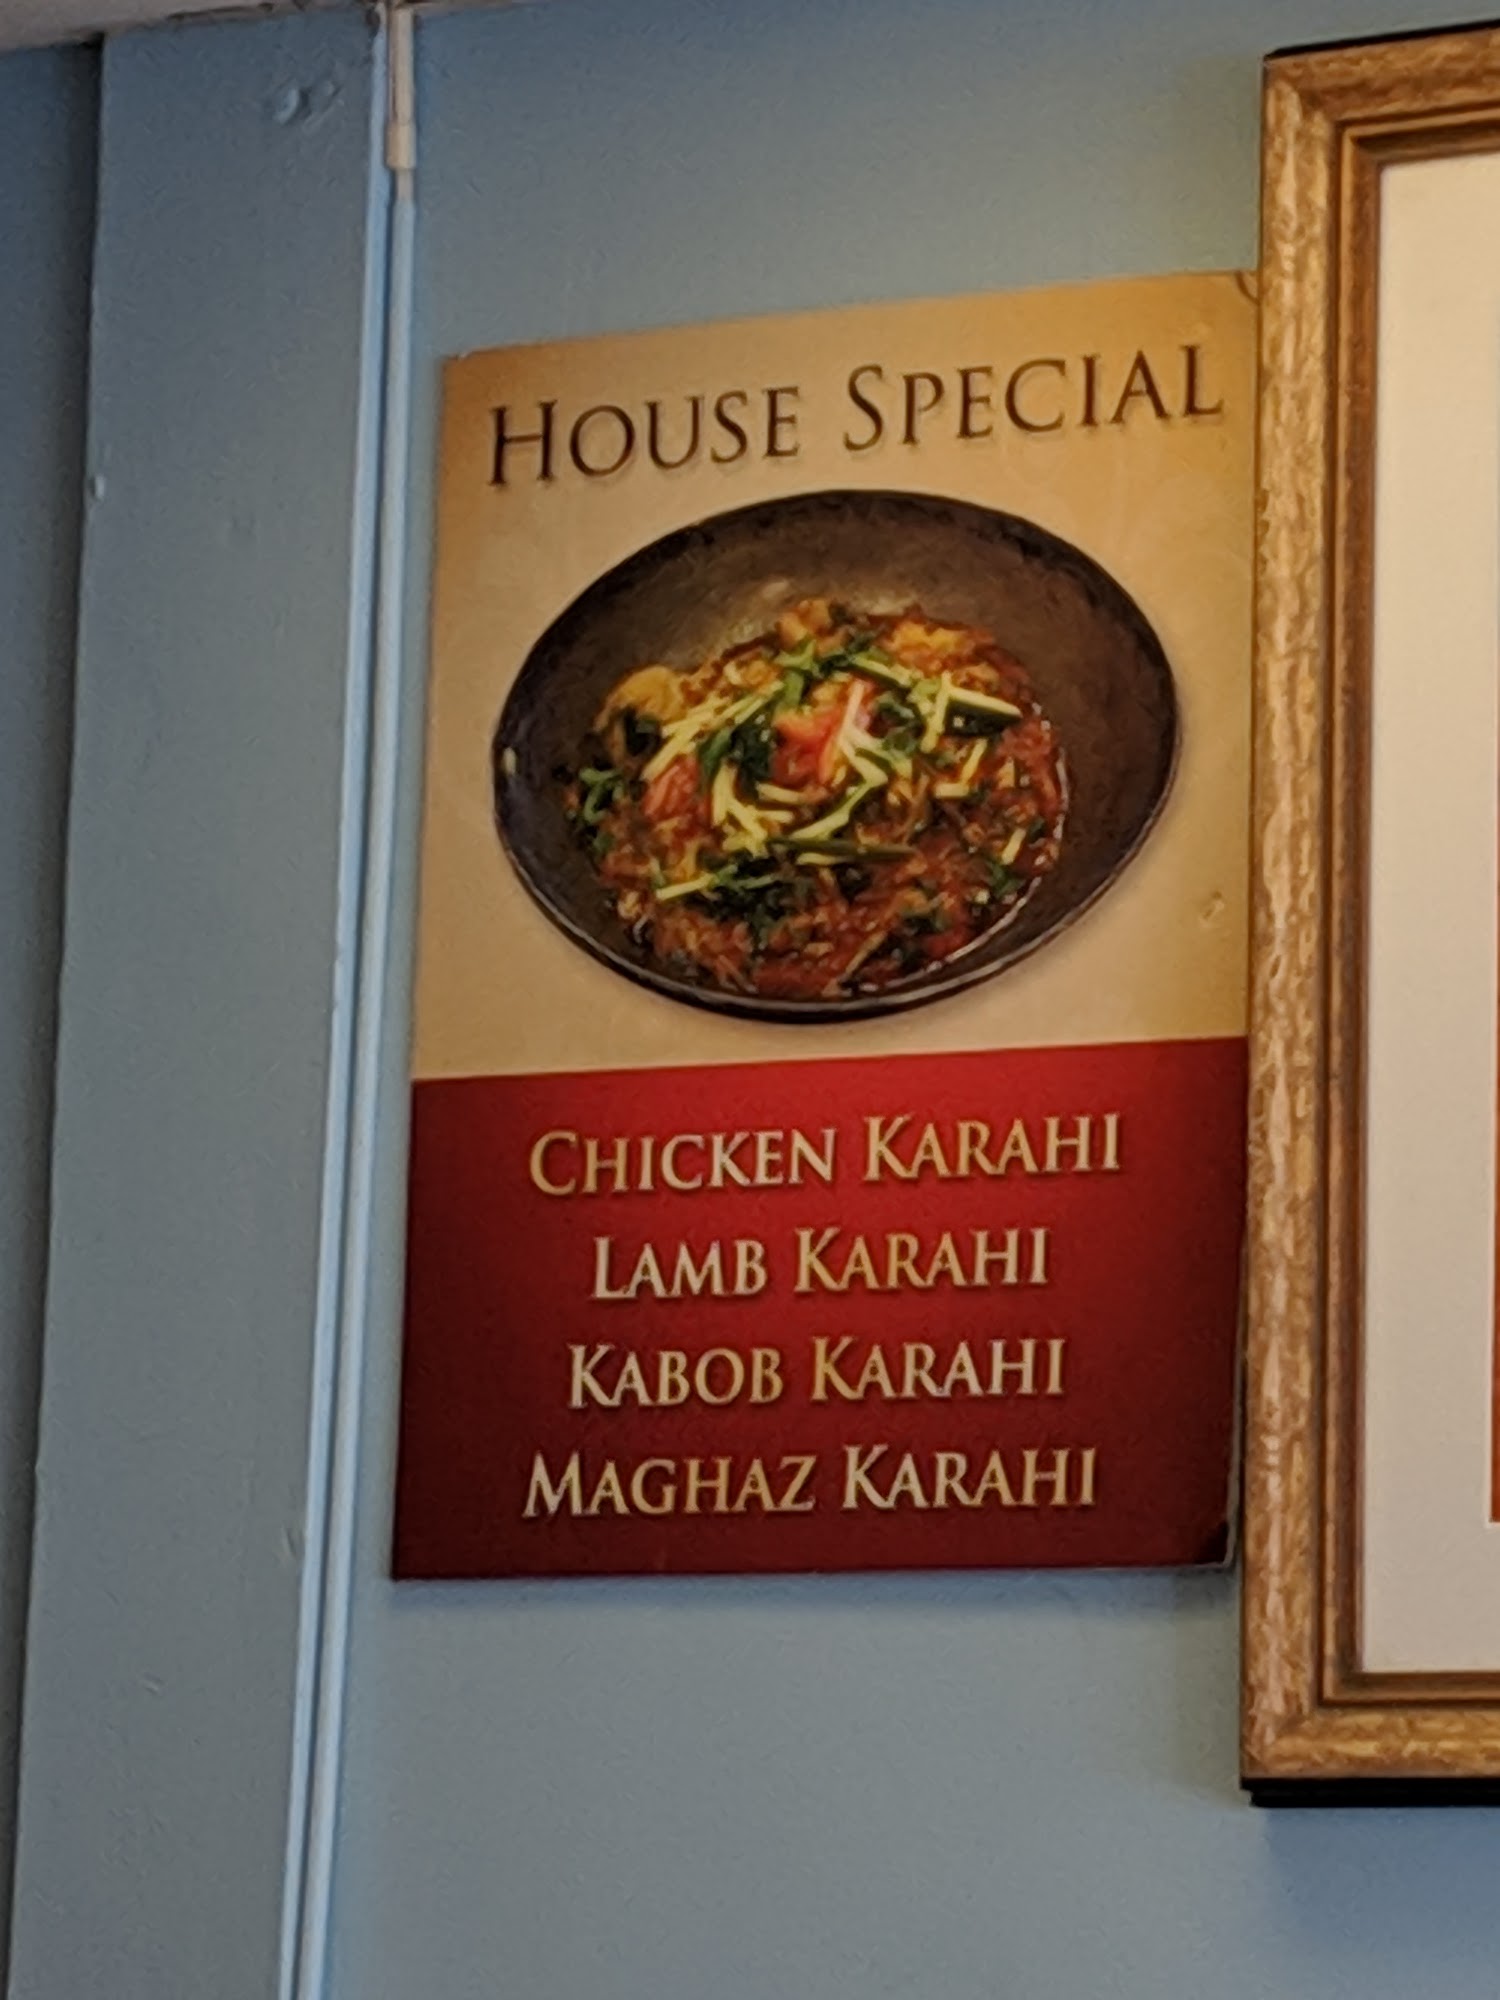 HOUSE SPECIAL
CHICKEN KARAHI
LAMB KARAHI
KABOB KARAHI
MAGHAZ KARAHI